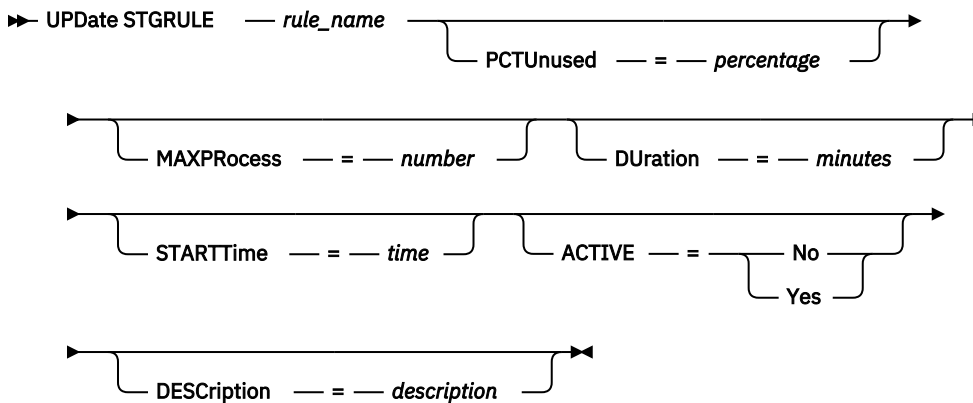 UPDate STGRULE — rule_name
PCTUnused — = — percentage
MAXPRocess — = — number DUration — = — minutes
STARTTime — = — time ACTIVE — = — No
Yes
DESCription — = — description